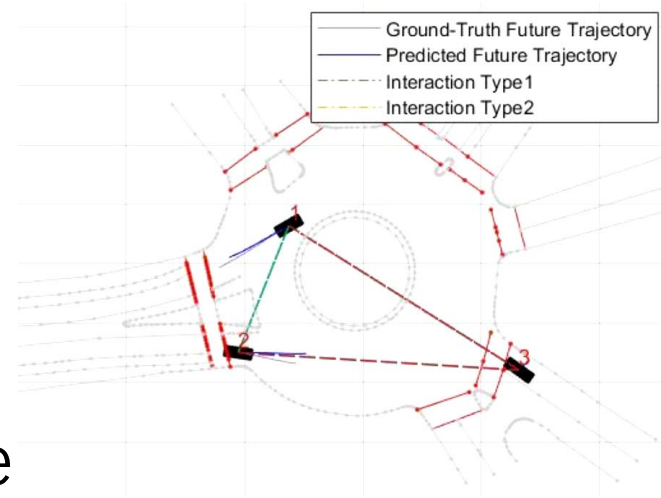 Ground-Truth Future Trajectory
Predicted Future Trajectory
Interaction Type1
Interaction Type2
1
2
3
e